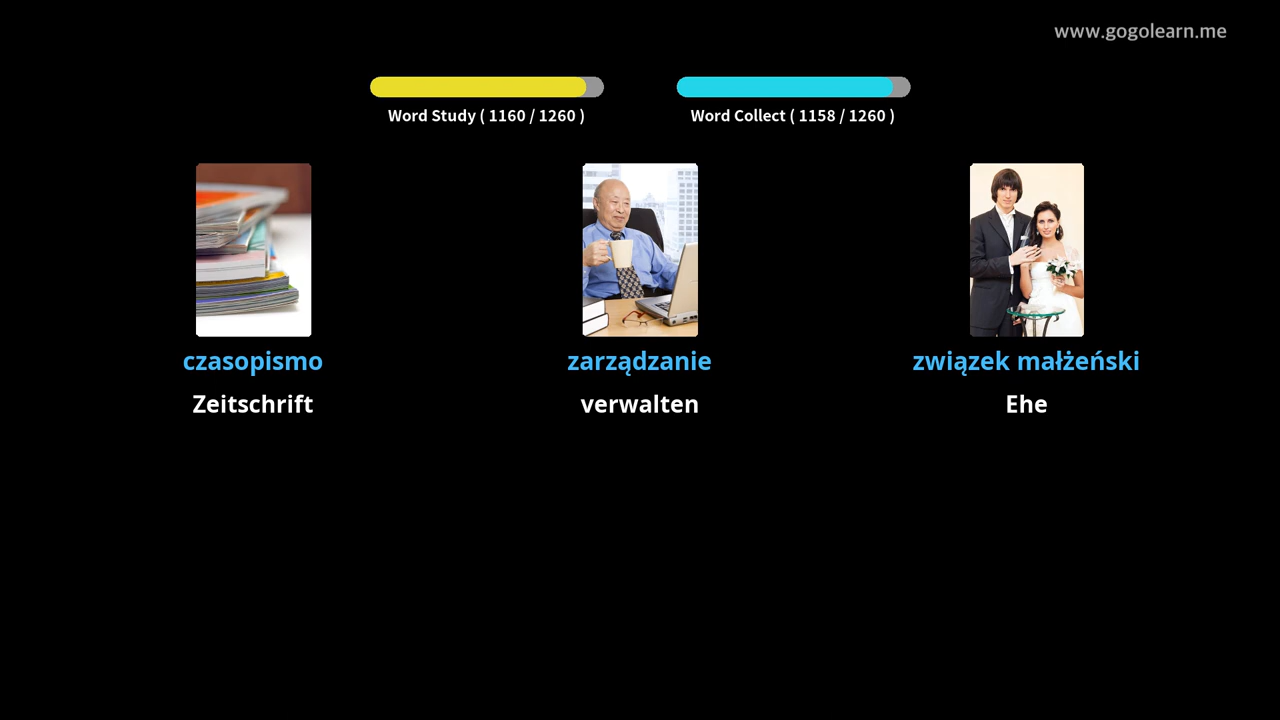 www.gogolearn.me
Word Study ( 1160 / 1260 )
Word Collect ( 1158 / 1260 )
czasopismo
zarządzanie
związek małżeński
Zeitschrift
verwalten
Ehe